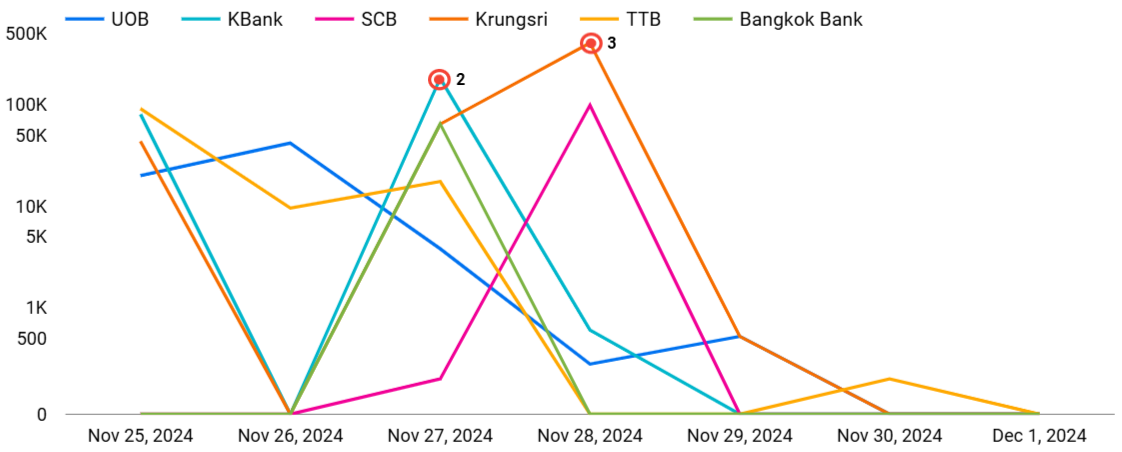 UOB KBank SCB Krungsri TTB Bangkok Bank
500K
3
2
100K
50K
10K
5K
1K
500
0
Nov 25, 2024 Nov 26, 2024 Nov 27, 2024 Nov 28, 2024 Nov 29, 2024 Nov 30, 2024 Dec 1, 2024